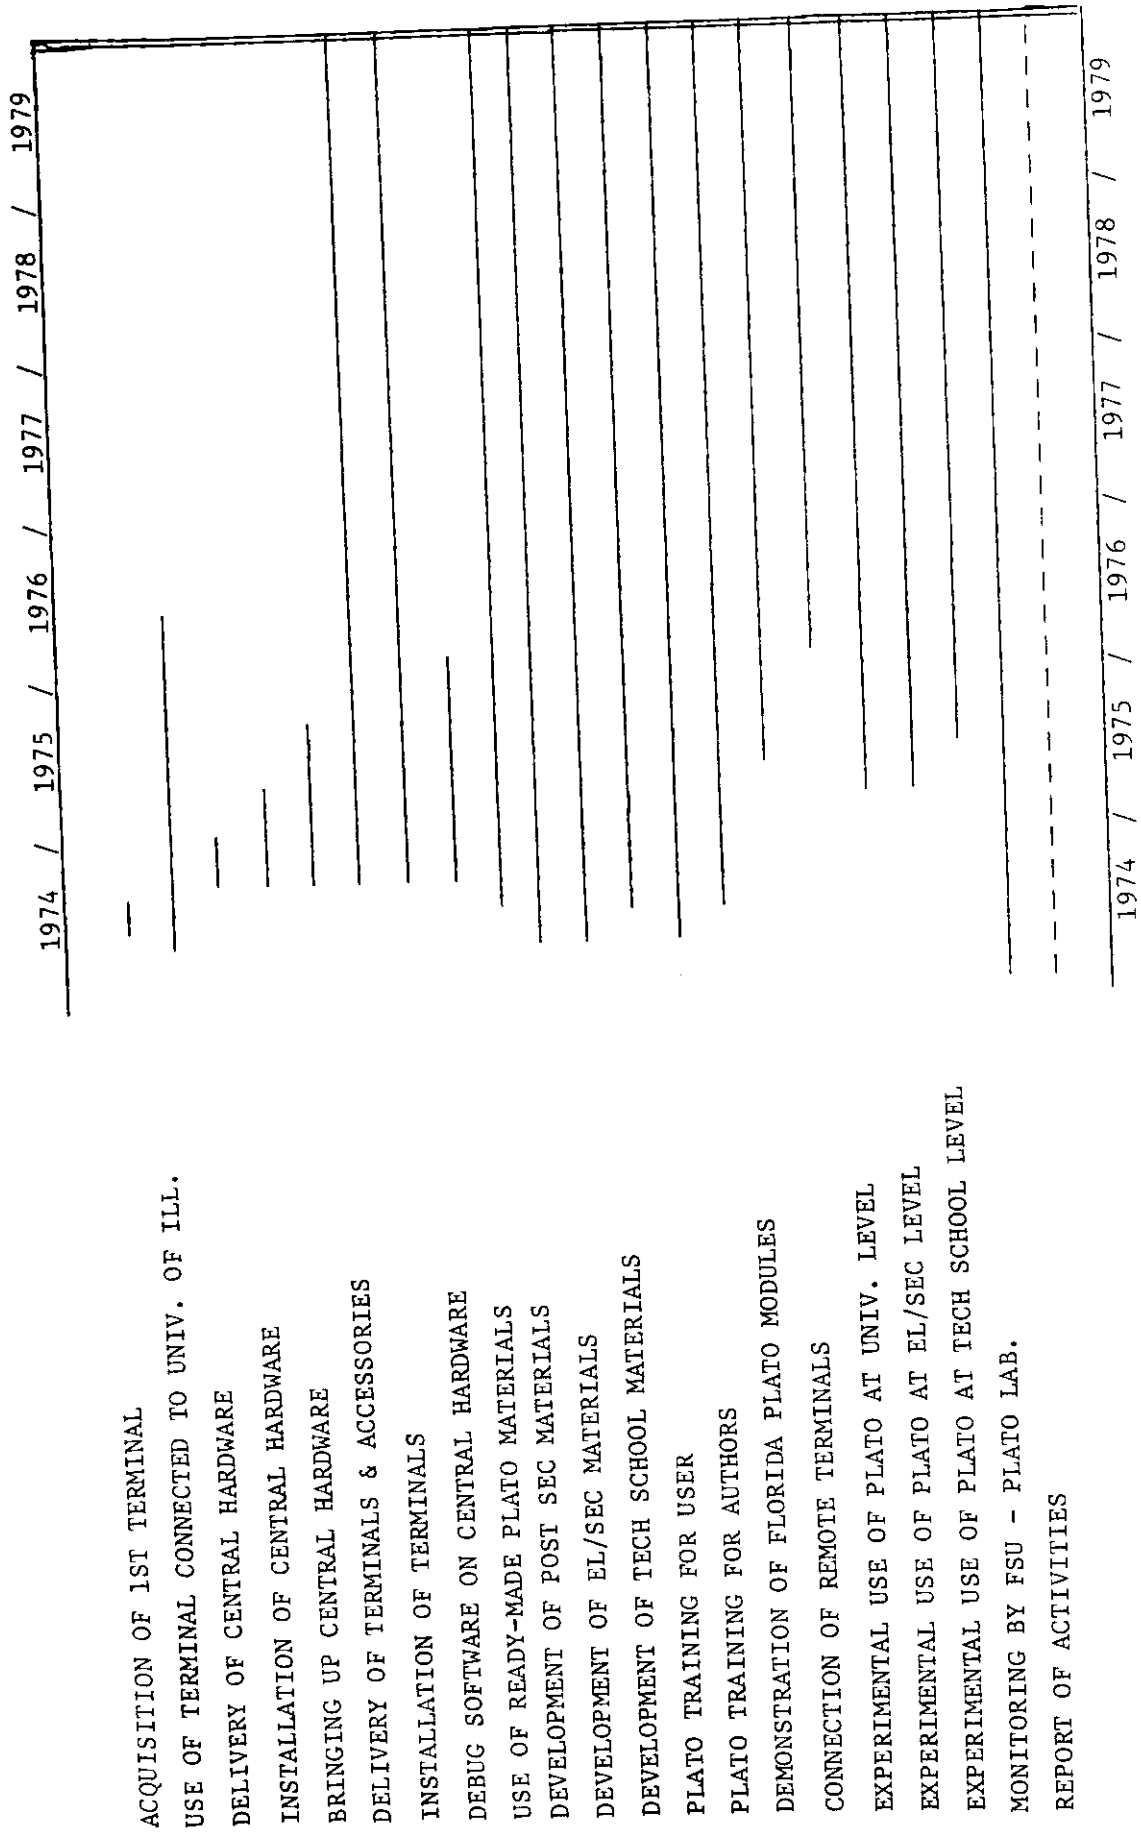 1974 / 1975 / 1976 / 1977 / 1978 / 1979
ACQUISITION OF 1ST TERMINAL
USE OF TERMINAL CONNECTED TO UNIV. OF ILL.
DELIVERY OF CENTRAL HARDWARE
INSTALLATION OF CENTRAL HARDWARE
BRINGING UP CENTRAL HARDWARE
DELIVERY OF TERMINALS & ACCESSORIES
INSTALLATION OF TERMINALS
DEBUG SOFTWARE ON CENTRAL HARDWARE
USE OF READY-MADE PLATO MATERIALS
DEVELOPMENT OF POST SEC MATERIALS
DEVELOPMENT OF EL/SEC MATERIALS
DEVELOPMENT OF TECH SCHOOL MATERIALS
PLATO TRAINING FOR USER
PLATO TRAINING FOR AUTHORS
DEMONSTRATION OF FLORIDA PLATO MODULES
CONNECTION OF REMOTE TERMINALS
EXPERIMENTAL USE OF PLATO AT UNIV. LEVEL
EXPERIMENTAL USE OF PLATO AT EL/SEC LEVEL
EXPERIMENTAL USE OF PLATO AT TECH SCHOOL LEVEL
MONITORING BY FSU - PLATO LAB.
REPORT OF ACTIVITIES
1974 / 1975 / 1976 / 1977 / 1978 / 1979